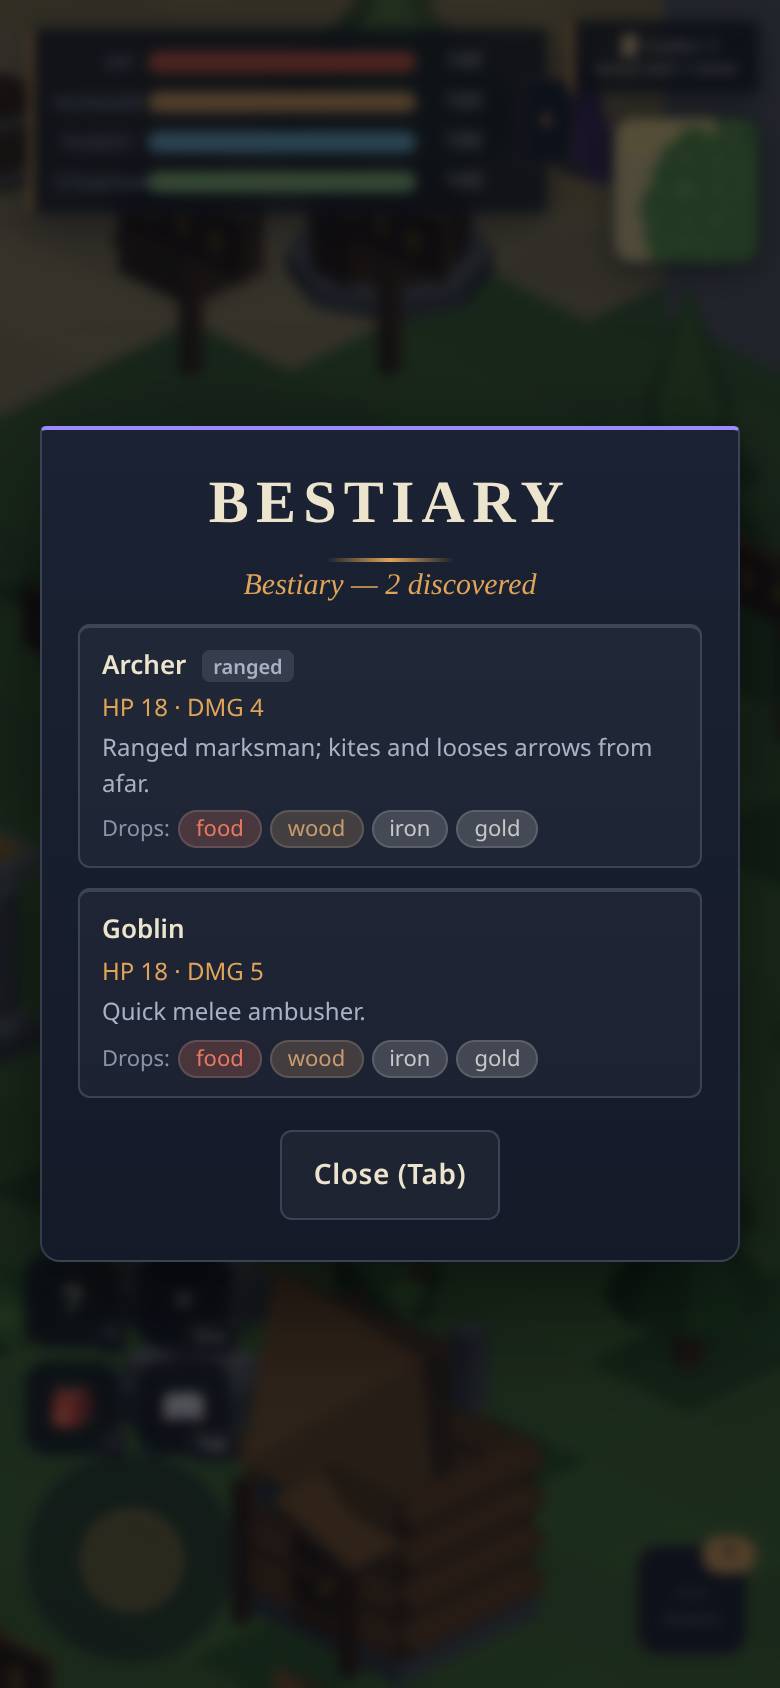 BESTIARY
Bestiary — 2 discovered
Archer ranged
HP 18 · DMG 4
Ranged marksman; kites and looses arrows from
afar.
Drops: food wood iron gold
Goblin
HP 18 · DMG 5
Quick melee ambusher.
Drops: food wood iron gold
Close (Tab)